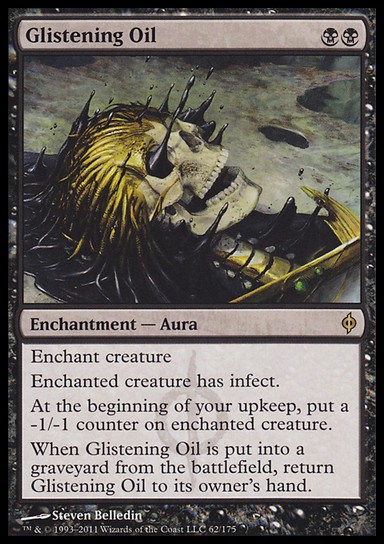 Glistening Oil
Enchantment — Aura
Enchant creature
Enchanted creature has infect.
At the beginning of your upkeep, put a
-1/-1 counter on enchanted creature.
When Glistening Oil is put into a
graveyard from the battlefield, return
Glistening Oil to its owner's hand.
Steven Belledin
™ & © 1993–2011 Wizards of the Coast LLC 62/175